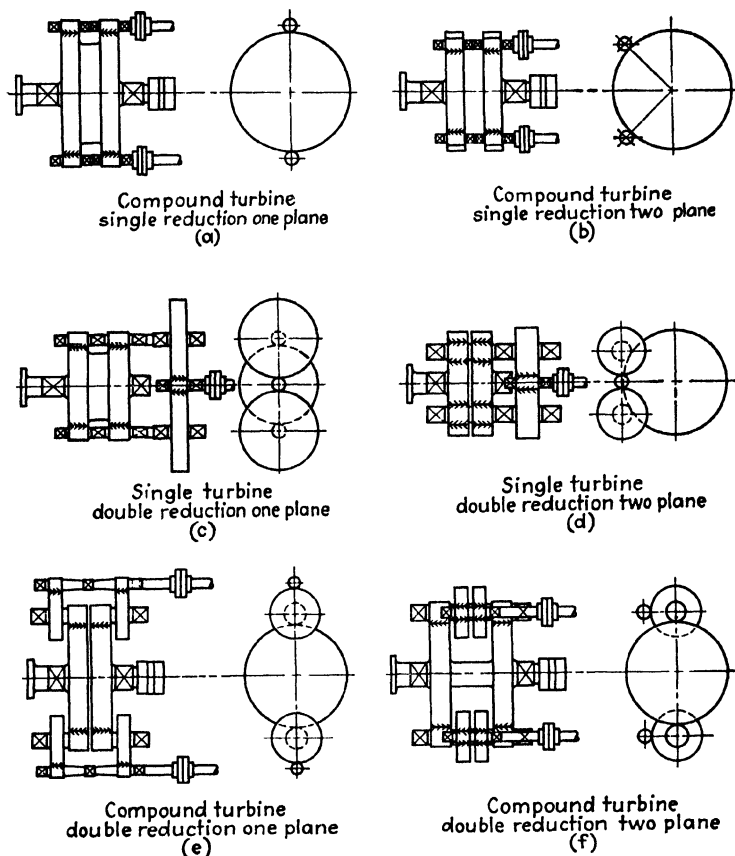 Compound turbine
single reduction one plane
(a)
Compound turbine
single reduction two plane
(b)
Single turbine
double reduction one plane
(c)
Single turbine
double reduction two plane
(d)
Compound turbine
double reduction one plane
(e)
Compound turbine
double reduction two plane
(f)